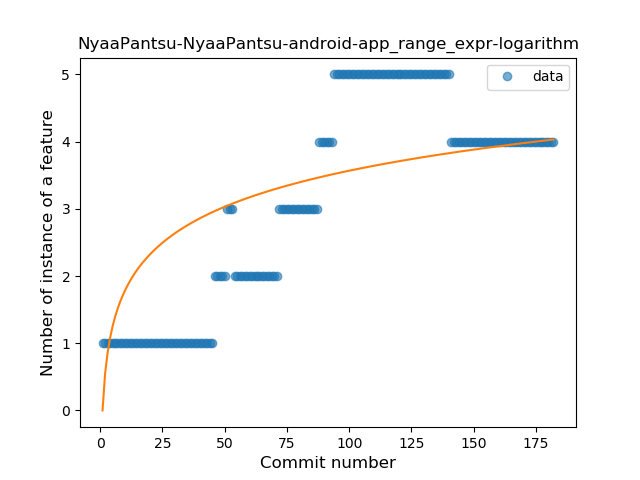 NyaaPantsu-NyaaPantsu-android-app_range_expr-logarithm
data
Number of instance of a feature
5
4
3
2
1
0
0 25 50 75 100 125 150 175
Commit number